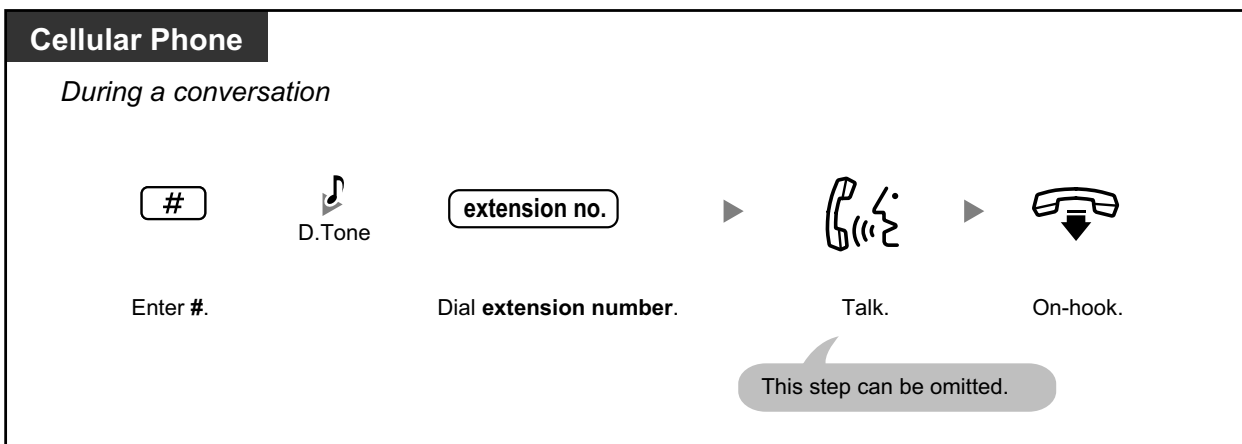 Cellular Phone
During a conversation
#
D.Tone
extension no.
Enter #.
Dial extension number.
Talk.
On-hook.
This step can be omitted.